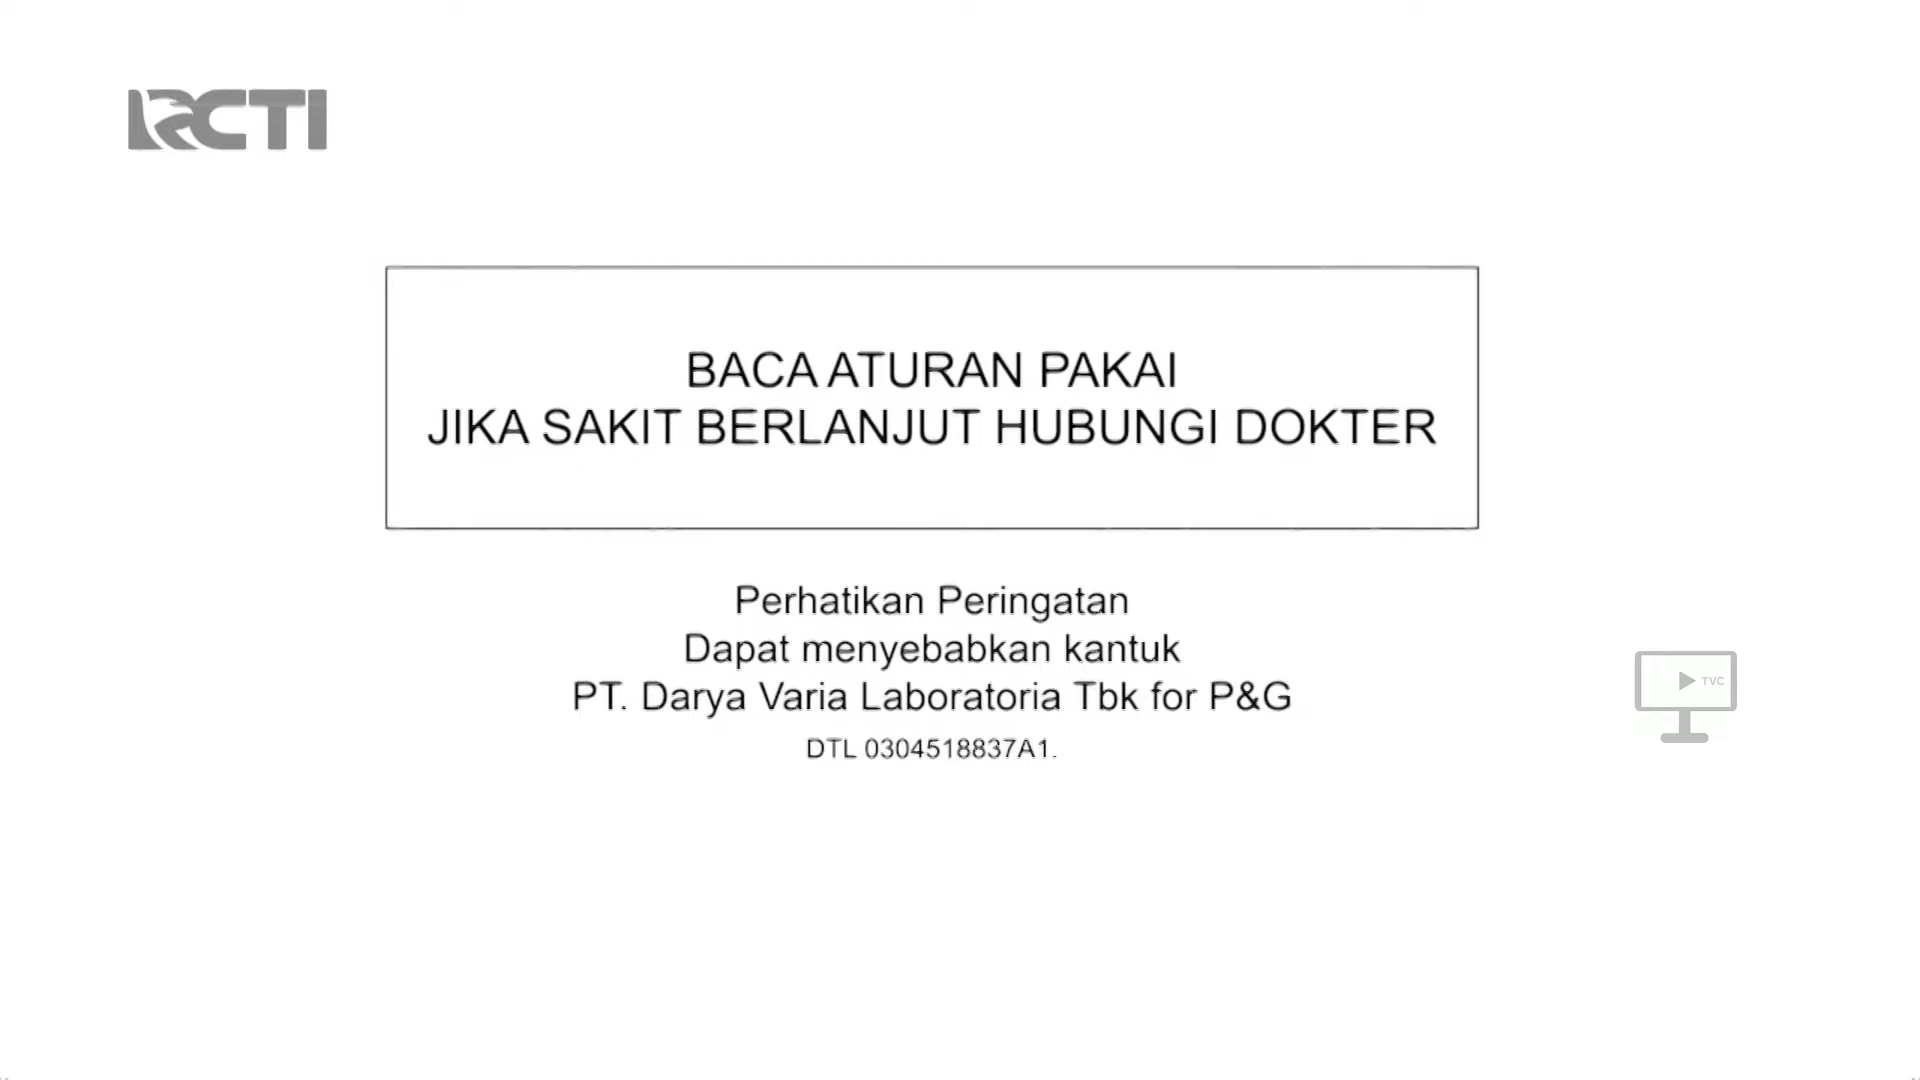 RCTI
BACA ATURAN PAKAI
JIKA SAKIT BERLANJUT HUBUNGI DOKTER
Perhatikan Peringatan
Dapat menyebabkan kantuk
PT. Darya Varia Laboratoria Tbk for P&G
TVC
DTL 0304518837A1.